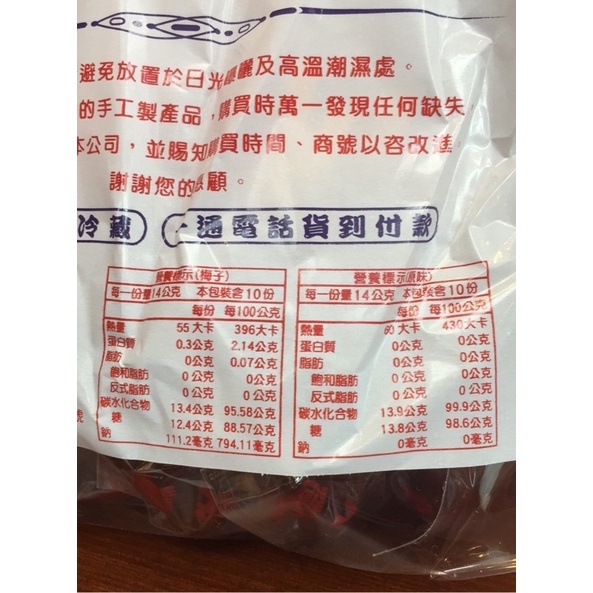 避免放置於日光曝曬及高溫潮濕處。
的手工製產品，購買時萬一發現任何缺失
本公司，並賜知購買時間、商號以咨改進
謝謝您的惠顧。
冷藏 通電話貨到付款
營養標示(梅子)
每一份量14公克 本包裝含10份
每份 每100公克
熱量 55大卡 396大卡
蛋白質 0.3公克 2.14公克
脂肪 0公克 0.07公克
飽和脂肪 0公克 0公克
反式脂肪 0公克 0公克
碳水化合物 13.4公克 95.58公克
糖 12.4公克 88.57公克
鈉 111.2毫克 794.11毫克
營養標示(原味)
每一份量14公克 本包裝含10份
每份 每100公克
熱量 60大卡 430大卡
蛋白質 0公克 0公克
脂肪 0公克 0公克
飽和脂肪 0公克 0公克
反式脂肪 0公克 0公克
碳水化合物 13.9公克 99.9公克
糖 13.8公克 98.6公克
鈉 0毫克 0毫克
號